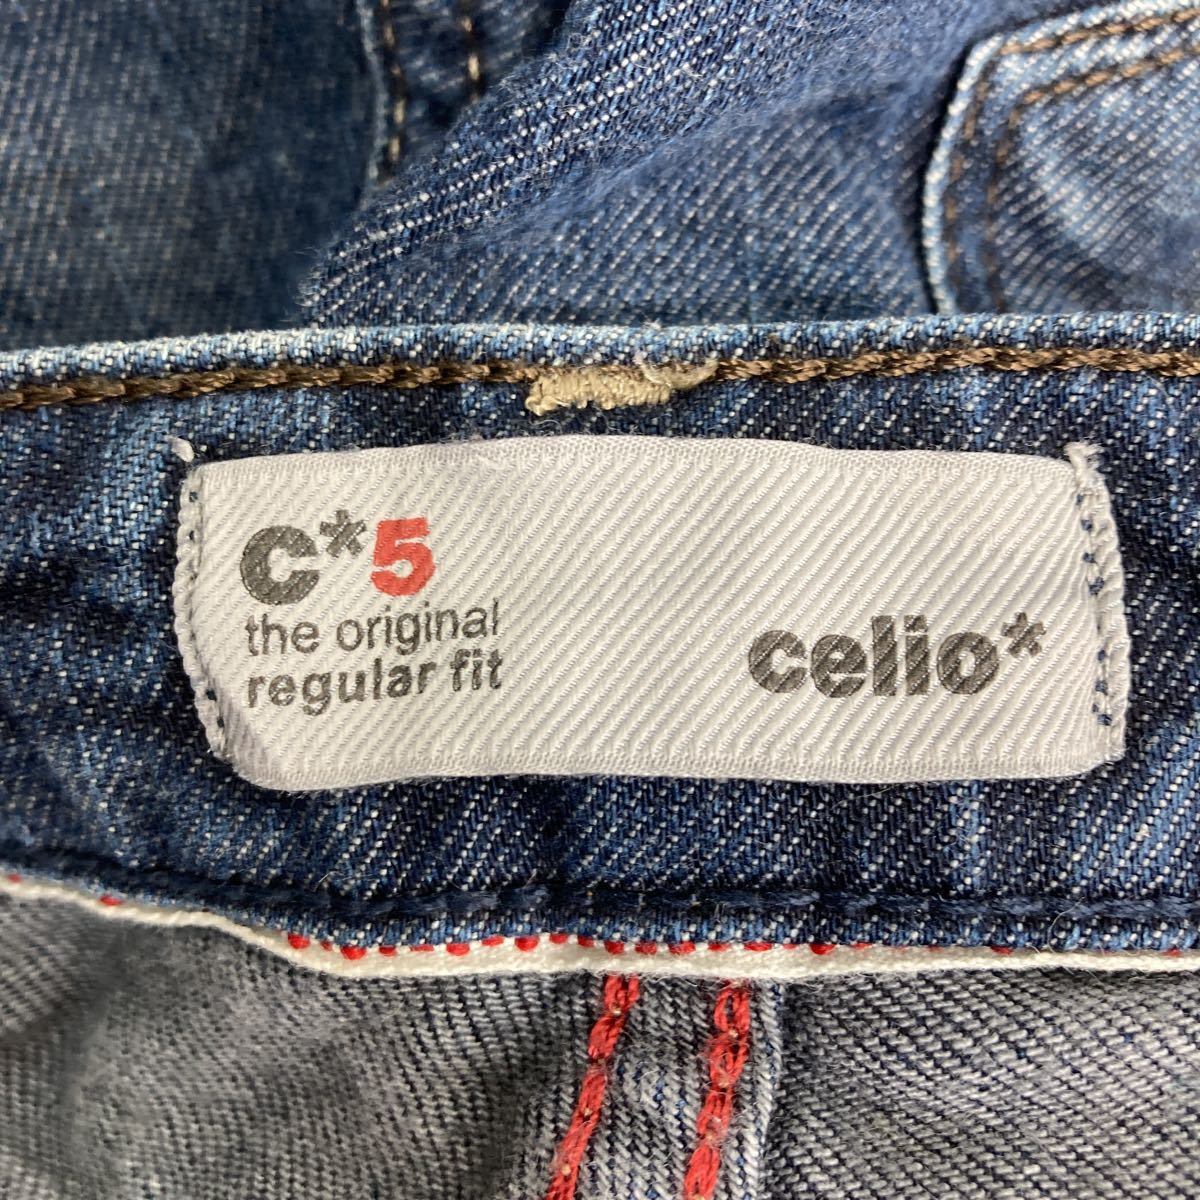 c*5
the original
regular fit
celio*